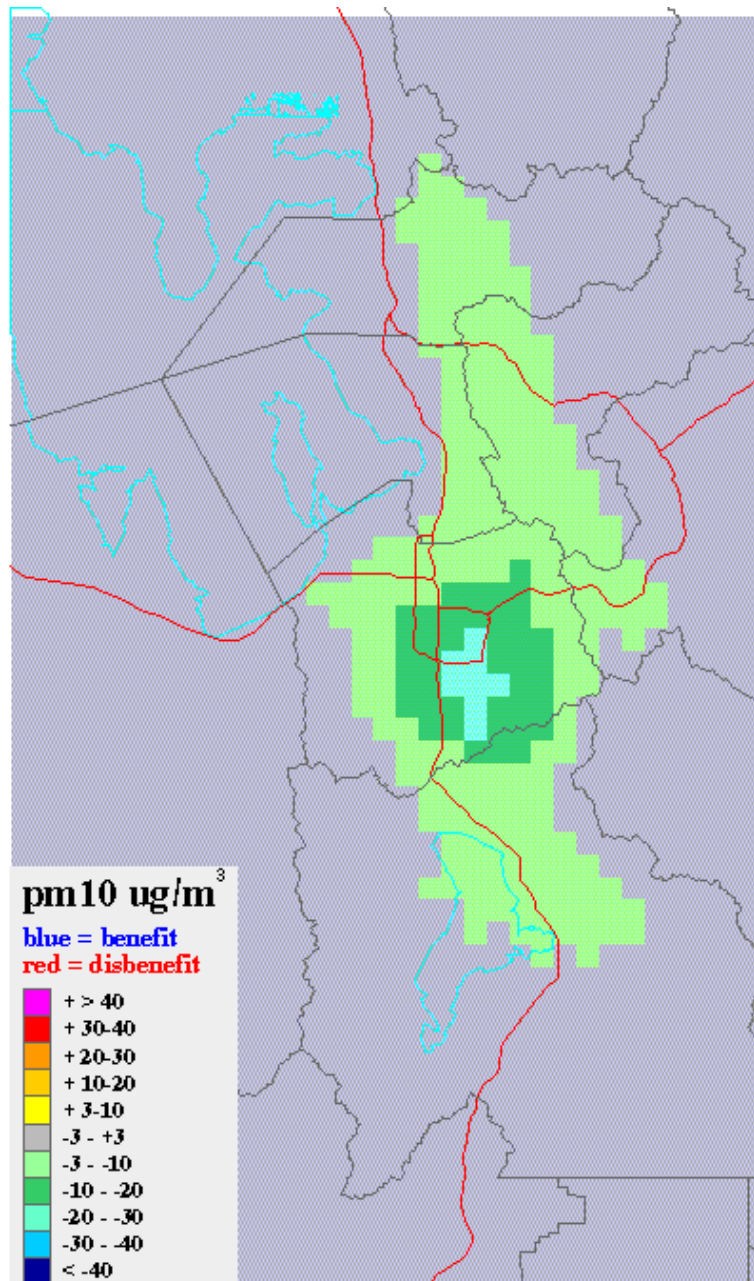 pm10 ug/m³
blue = benefit
red = disbenefit
+ > 40
+ 30-40
+ 20-30
+ 10-20
+ 3-10
-3 - +3
-3 - -10
-10 - -20
-20 - -30
-30 - -40
< -40